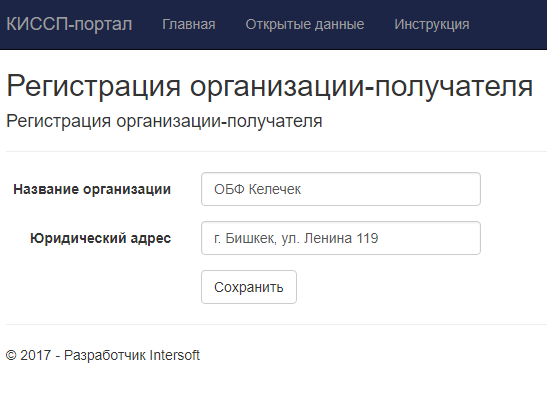 КИССП-портал Главная Открытые данные Инструкция
Регистрация организации-получателя
Регистрация организации-получателя
Название организации ОБФ Келечек
Юридический адрес г. Бишкек, ул. Ленина 119
Сохранить
© 2017 - Разработчик Intersoft